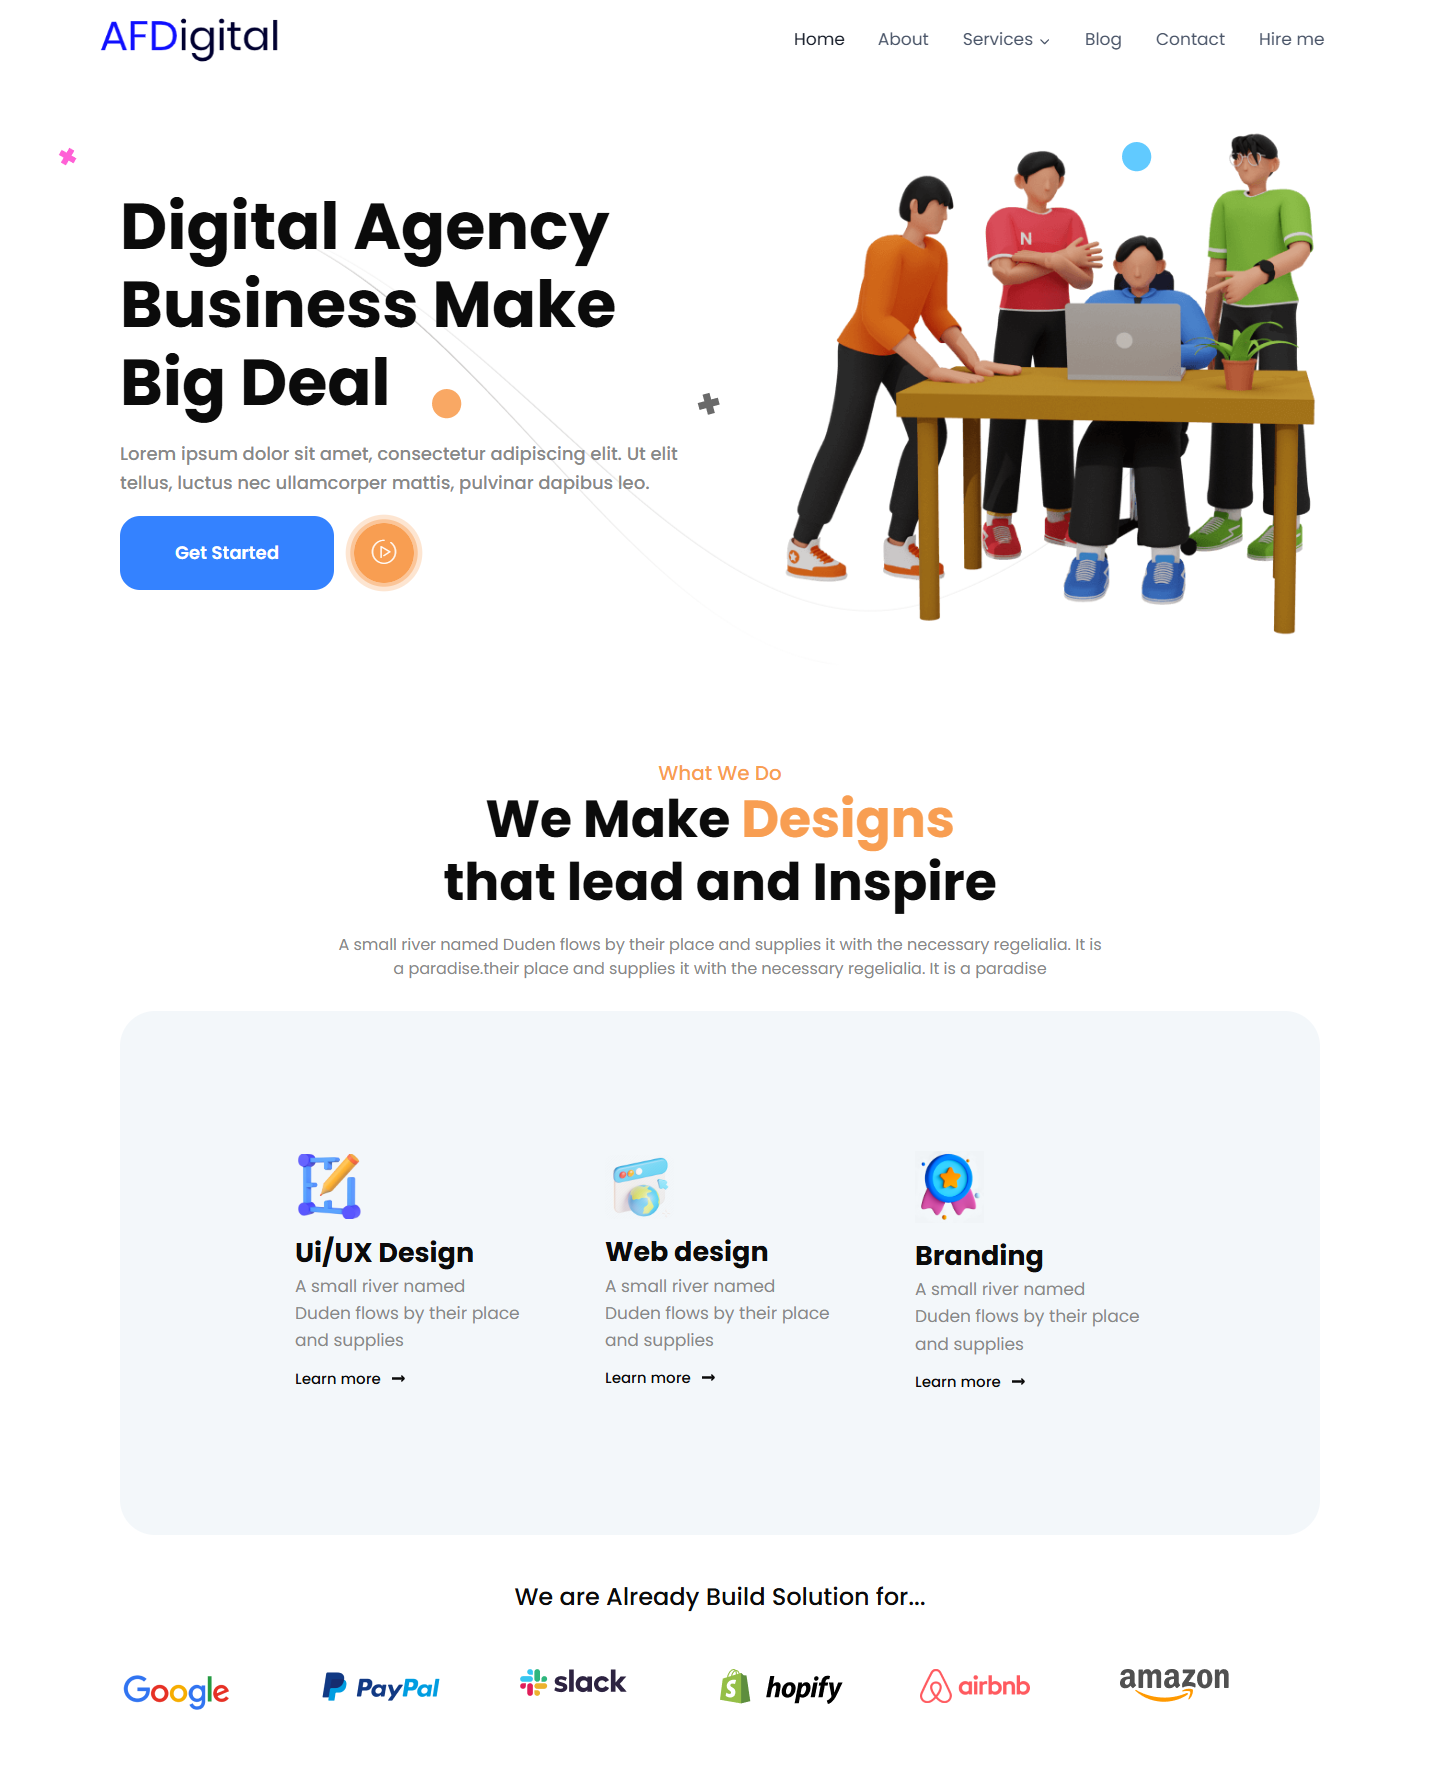 AFDigital
Home About Services Blog Contact Hire me
Digital Agency
Business Make
Big Deal
N
Lorem ipsum dolor sit amet, consectetur adipiscing elit. Ut elit
tellus, luctus nec ullamcorper mattis, pulvinar dapibus leo.
Get Started
What We Do
We Make Designs
that lead and Inspire
A small river named Duden flows by their place and supplies it with the necessary regelialia. It is
a paradise.their place and supplies it with the necessary regelialia. It is a paradise
Ui/UX Design
A small river named
Duden flows by their place
and supplies
Learn more
Web design
A small river named
Duden flows by their place
and supplies
Learn more
Branding
A small river named
Duden flows by their place
and supplies
Learn more
We are Already Build Solution for...
Google
PayPal
slack
S hopify
airbnb
amazon